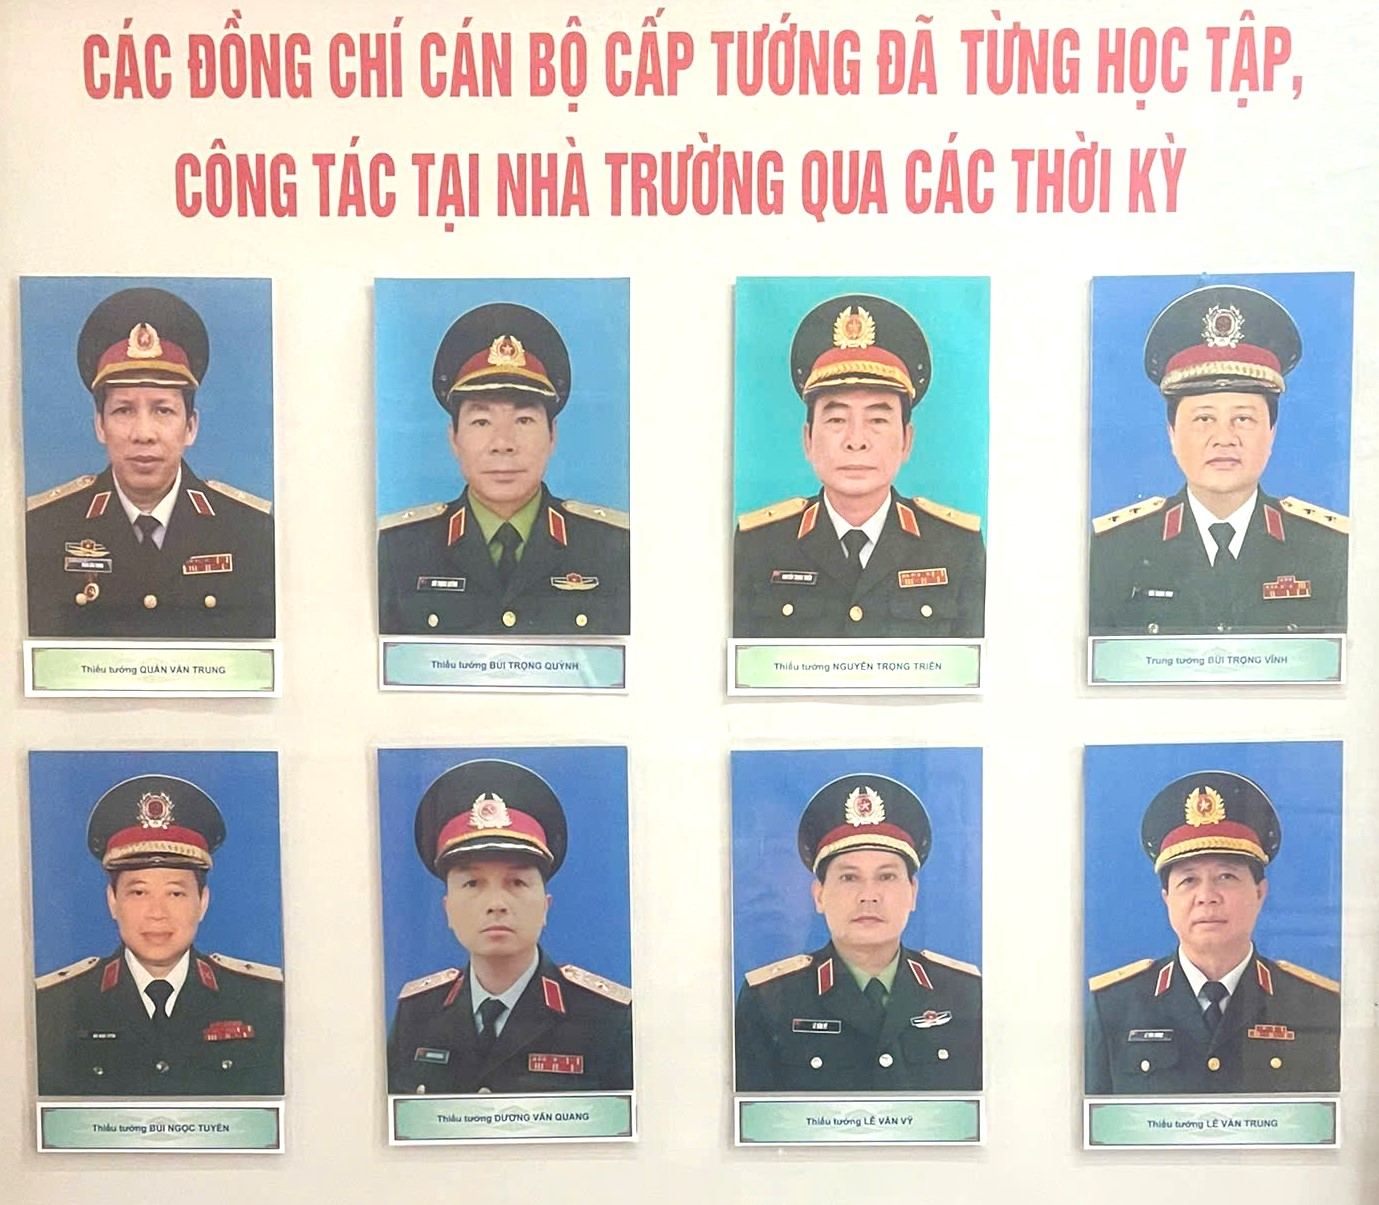 CÁC ĐỒNG CHÍ CÁN BỘ CẤP TƯỚNG ĐÃ TỪNG HỌC TẬP,
CÔNG TÁC TẠI NHÀ TRƯỜNG QUA CÁC THỜI KỲ
Thiếu tướng QUÂN VĂN TRUNG
Thiếu tướng BÙI TRỌNG QUỲNH
Thiếu tướng NGUYỄN TRỌNG TRIỂN
Trung tướng BÙI TRỌNG VĨNH
Thiếu tướng BÙI NGỌC TUYÊN
Thiếu tướng DƯƠNG VĂN QUANG
Thiếu tướng LÊ VĂN VỸ
Thiếu tướng LÊ VĂN TRUNG